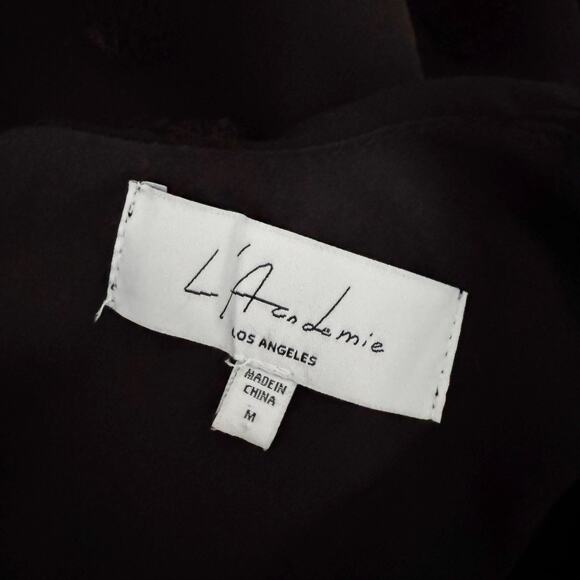 L'Academie
LOS ANGELES
MADE IN
CHINA
M